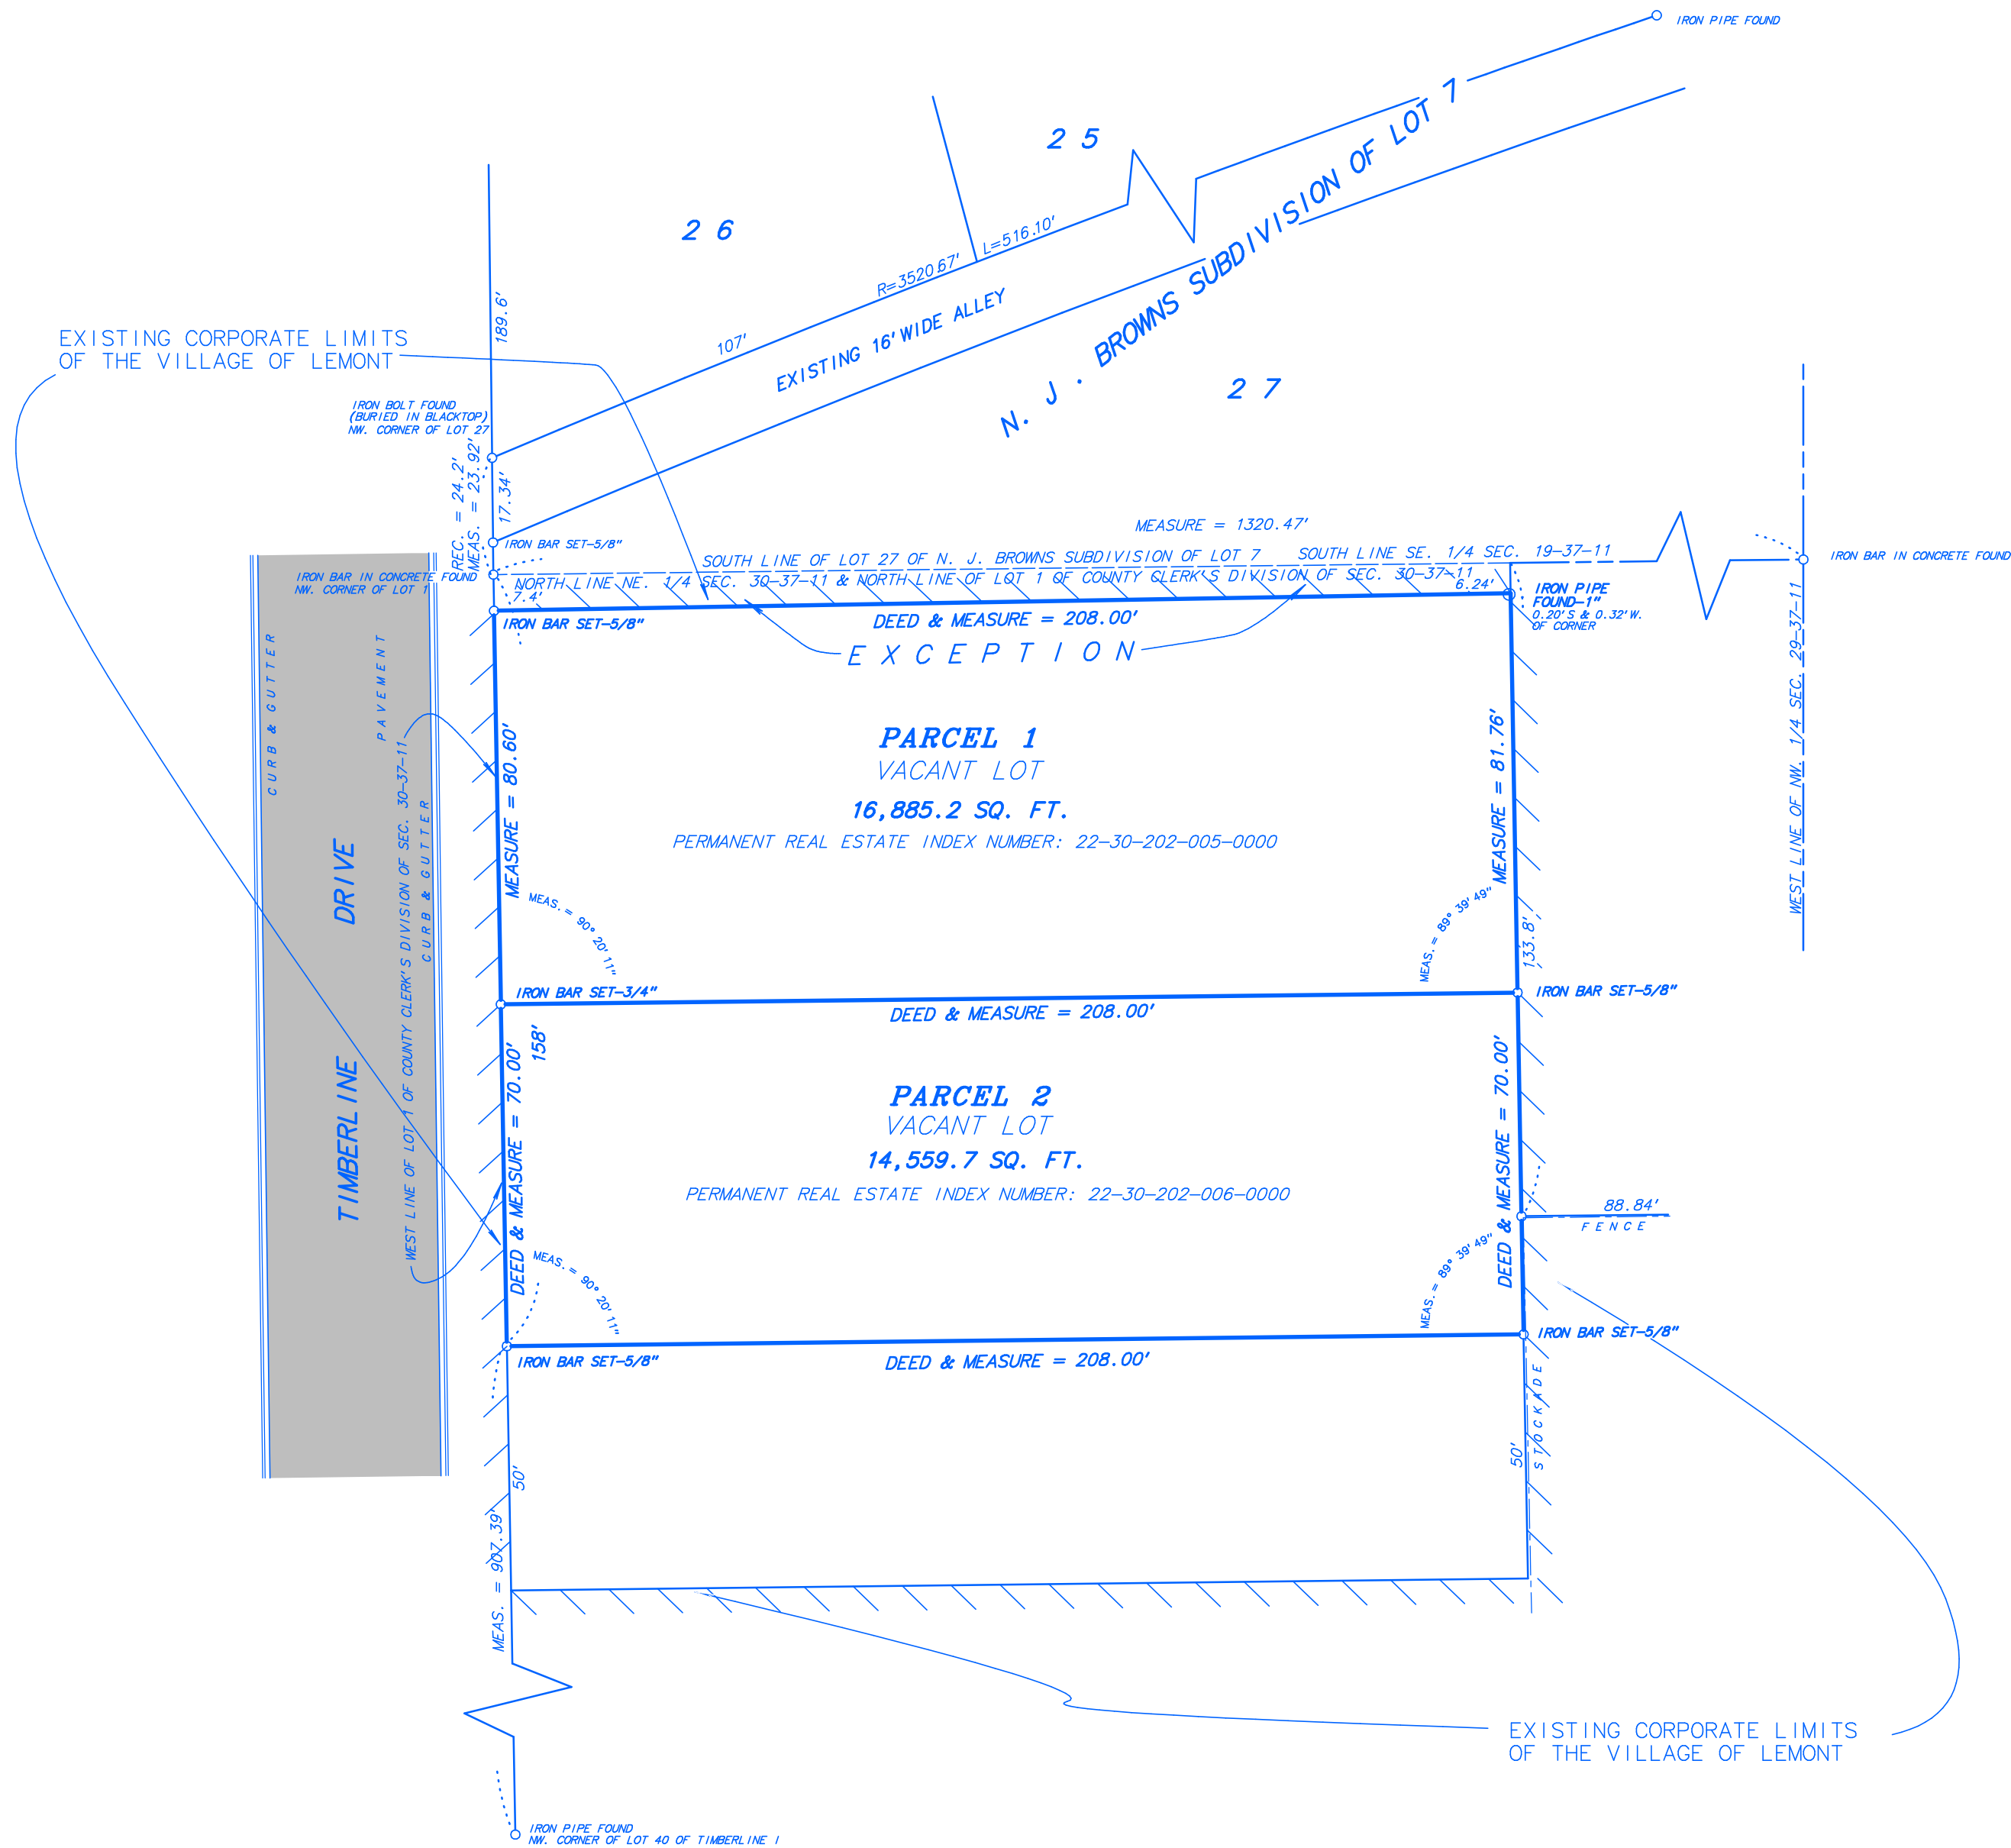 IRON PIPE FOUND
2 5
2 6
N. J. BROWNS SUBDIVISION OF LOT 7
L=516.10'
R=3520.67'
107'
EXISTING 16' WIDE ALLEY
189.6'
EXISTING CORPORATE LIMITS
OF THE VILLAGE OF LEMONT
2 7
IRON BOLT FOUND
(BURIED IN BLACKTOP)
NW. CORNER OF LOT 27
REC. = 24.2'
MEAS. = 23.92'
17.34'
IRON BAR SET-5/8"
MEASURE = 1320.47'
SOUTH LINE OF LOT 27 OF N. J. BROWNS SUBDIVISION OF LOT 7
SOUTH LINE SE. 1/4 SEC. 19-37-11
IRON BAR IN CONCRETE FOUND
IRON BAR IN CONCRETE FOUND
NW. CORNER OF LOT 1
NORTH LINE NE. 1/4 SEC. 30-37-11 & NORTH LINE OF LOT 1 OF COUNTY CLERK'S DIVISION OF SEC. 30-37-11
7.4'
6.24'
IRON PIPE
FOUND-1"
0.20'S & 0.32'W.
OF CORNER
IRON BAR SET-5/8"
DEED & MEASURE = 208.00'
EXCEPTION
WEST LINE OF NW. 1/4 SEC. 29-37-11
CURB & GUTTER
PAVEMENT
WEST LINE OF LOT 1 OF COUNTY CLERK'S DIVISION OF SEC. 30-37-11
CURB & GUTTER
TIMBERLINE DRIVE
MEASURE = 80.60'
PARCEL 1
VACANT LOT
16,885.2 SQ. FT.
PERMANENT REAL ESTATE INDEX NUMBER: 22-30-202-005-0000
MEASURE = 81.76'
MEAS. = 90° 20' 11"
MEAS. = 89° 39' 49"
133.8'
IRON BAR SET-3/4"
IRON BAR SET-5/8"
DEED & MEASURE = 208.00'
158'
DEED & MEASURE = 70.00'
PARCEL 2
VACANT LOT
14,559.7 SQ. FT.
PERMANENT REAL ESTATE INDEX NUMBER: 22-30-202-006-0000
DEED & MEASURE = 70.00'
88.84'
FENCE
MEAS. = 90° 20' 11"
MEAS. = 89° 39' 49"
IRON BAR SET-5/8"
IRON BAR SET-5/8"
DEED & MEASURE = 208.00'
STOCKADE
50'
50'
MEAS. = 907.39'
EXISTING CORPORATE LIMITS
OF THE VILLAGE OF LEMONT
IRON PIPE FOUND
NW. CORNER OF LOT 40 OF TIMBERLINE I